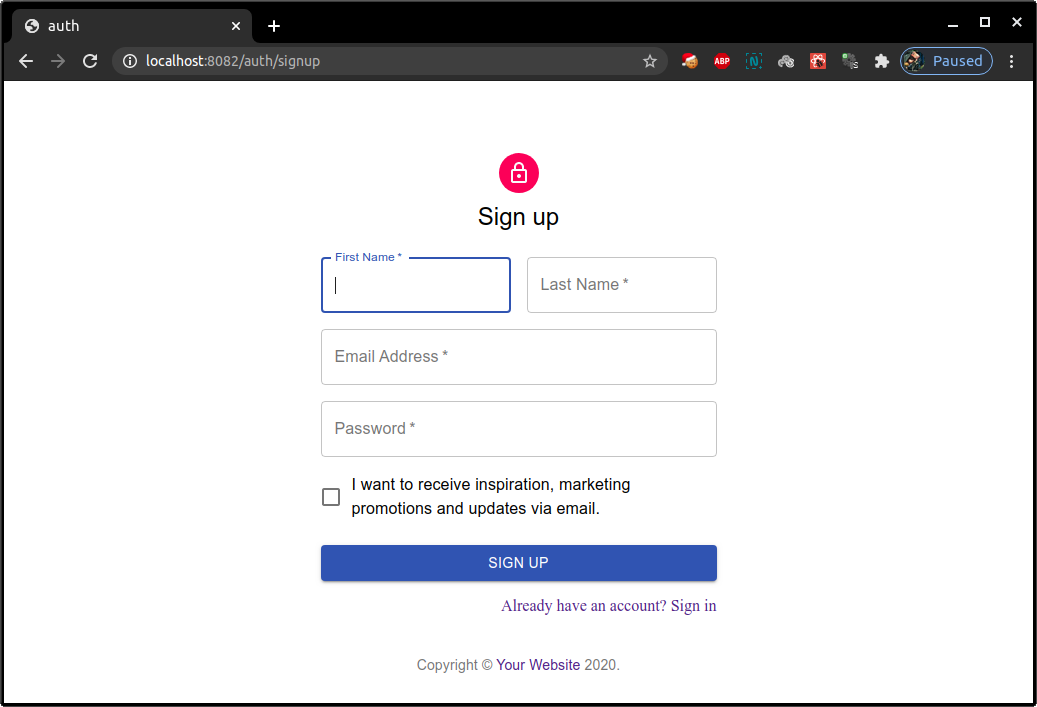 auth
localhost:8082/auth/signup
ABP
N
S
Paused
Sign up
First Name *
Last Name *
Email Address *
Password *
I want to receive inspiration, marketing
promotions and updates via email.
SIGN UP
Already have an account? Sign in
Copyright © Your Website 2020.